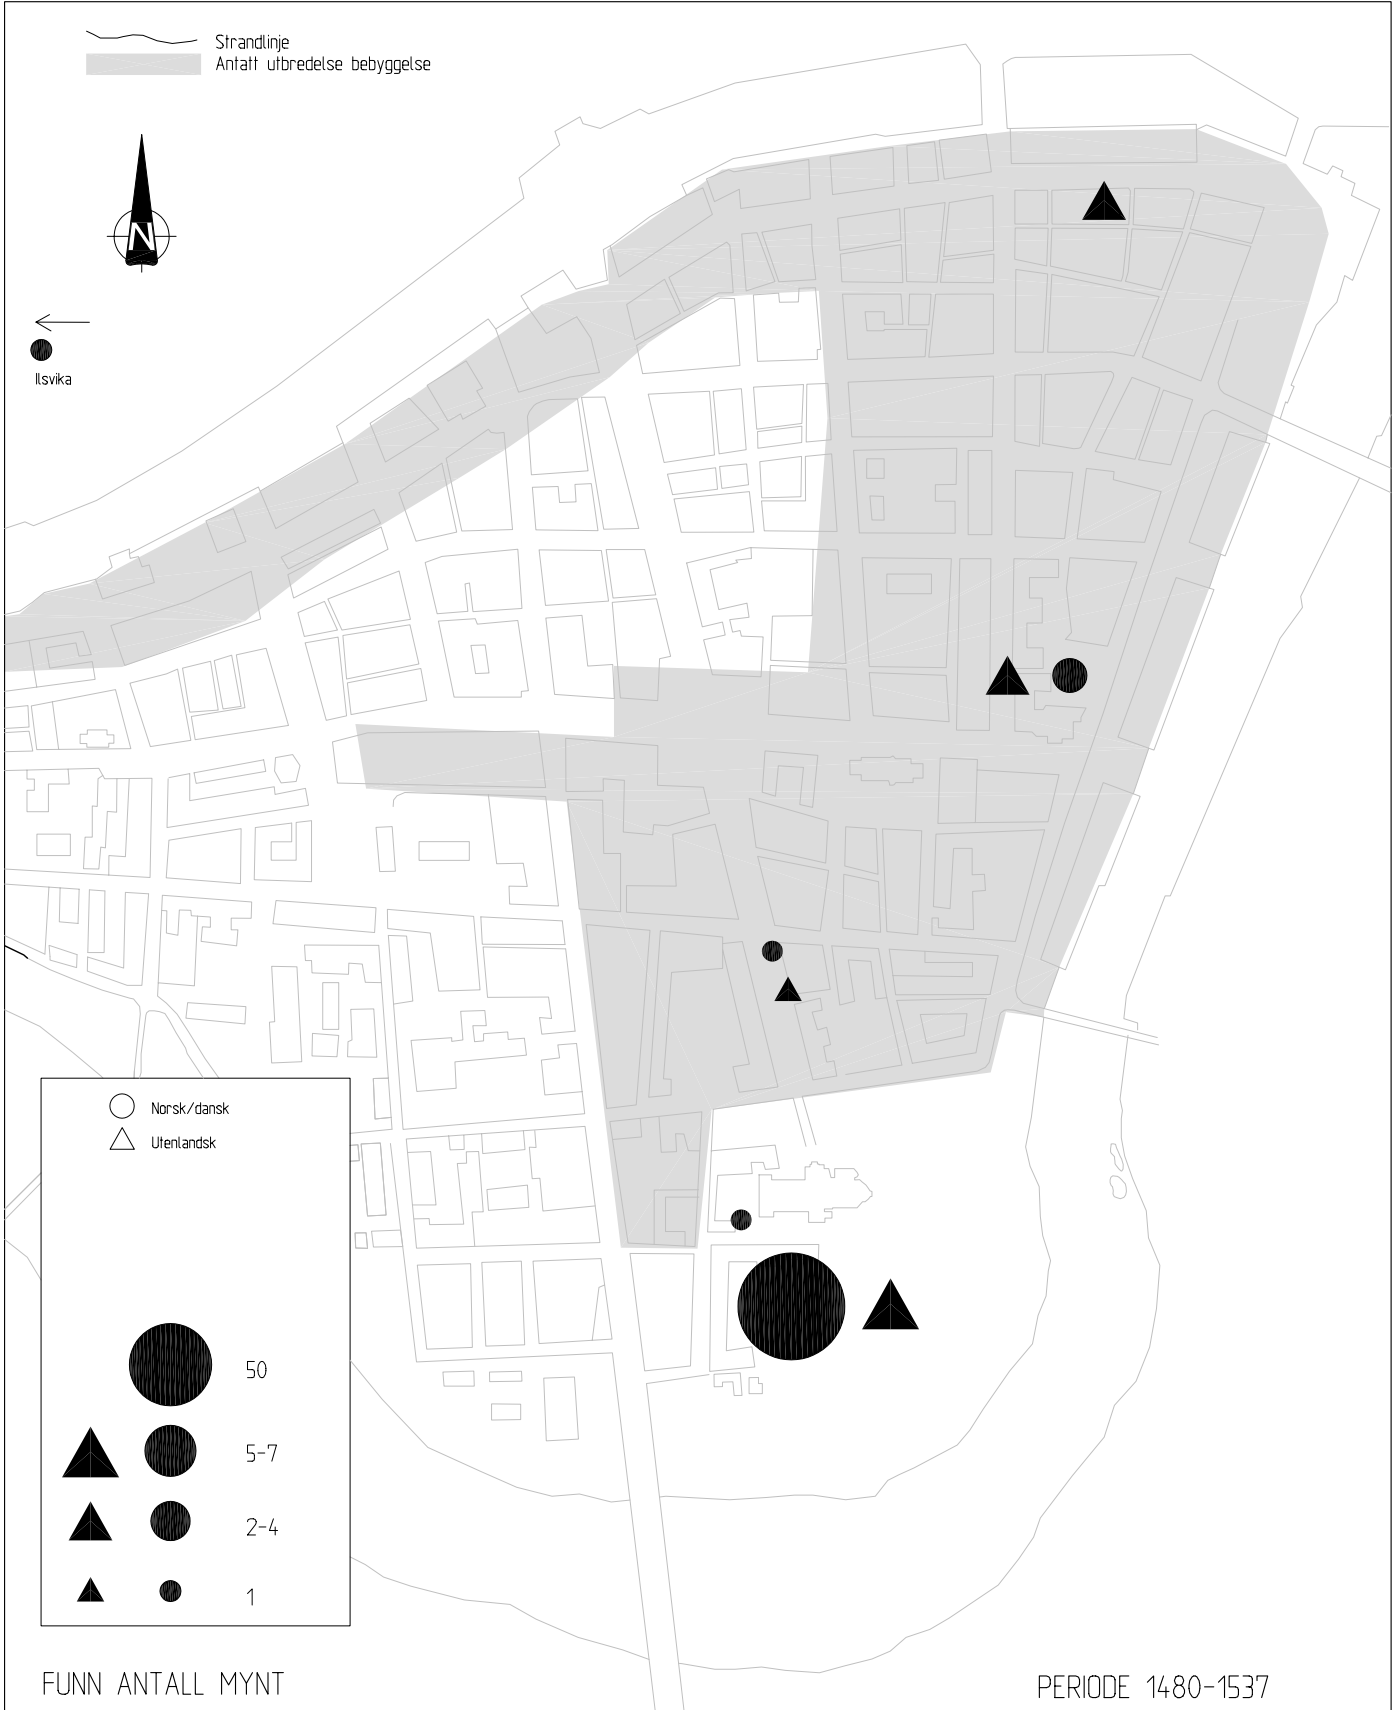 Strandlinje
Antatt utbredelse bebyggelse
N
Ilsvika
Norsk/dansk
Utenlandsk
50
5-7
2-4
1
FUNN ANTALL MYNT
PERIODE 1480-1537